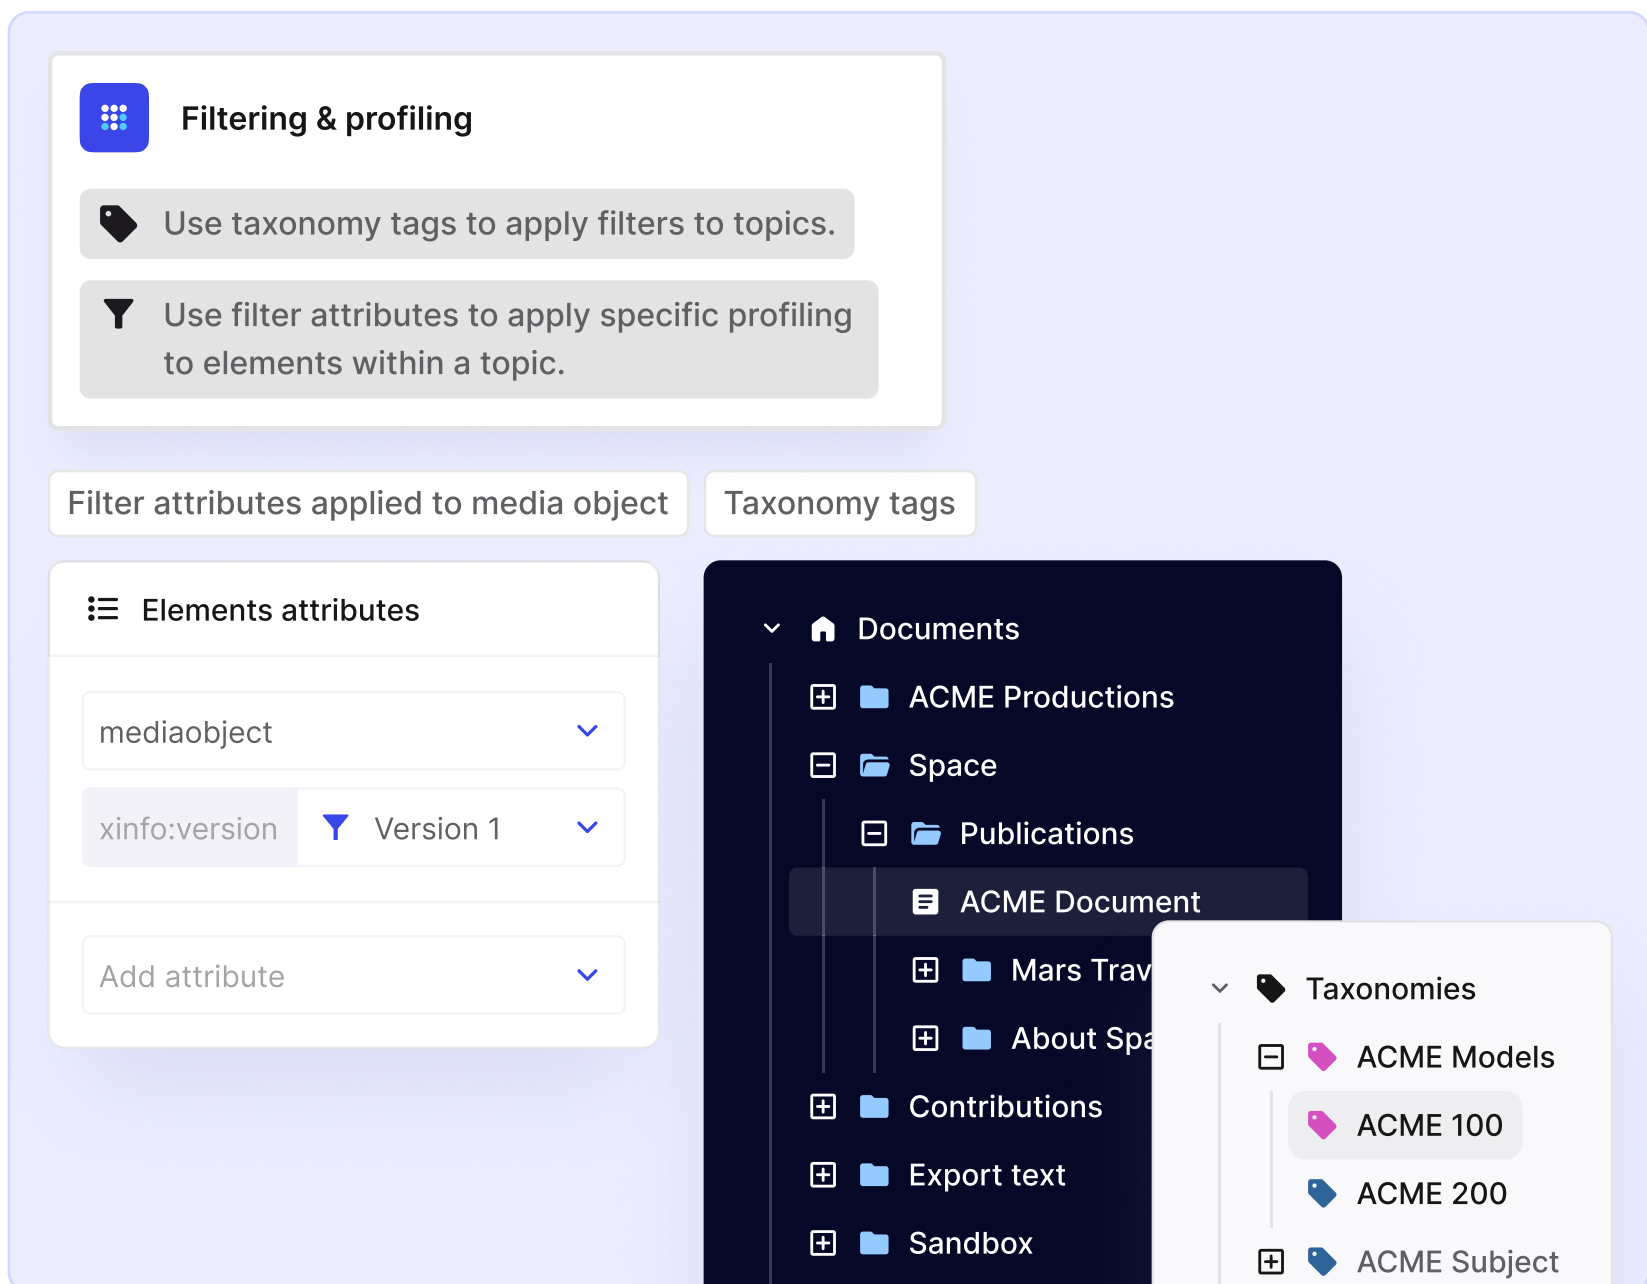 Filtering & profiling
Use taxonomy tags to apply filters to topics.
Use filter attributes to apply specific profiling
to elements within a topic.
Filter attributes applied to media object
Taxonomy tags
Elements attributes
mediaobject
xinfo:version
Version 1
Add attribute
Documents
ACME Productions
Space
Publications
ACME Document
Mars
About
Contributions
Export text
Sandbox
Taxonomies
ACME Models
ACME 100
ACME 200
ACME Subject